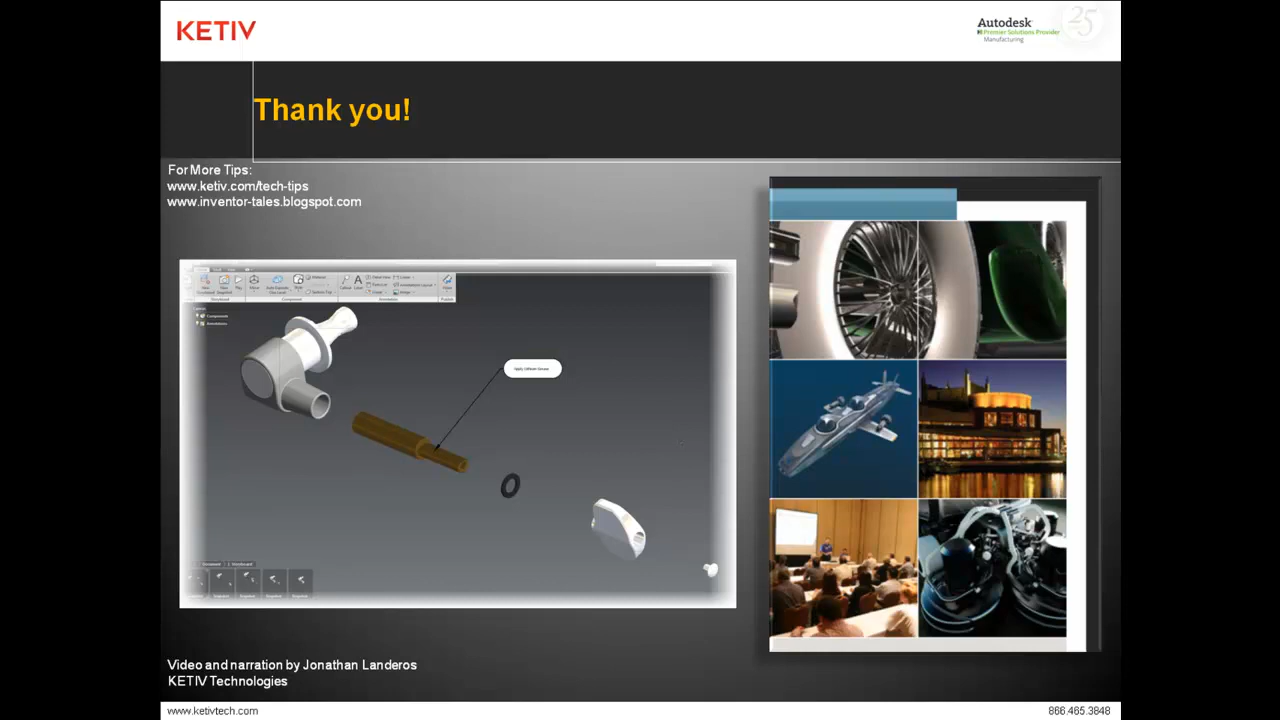 KETIV
Autodesk
Premier Solutions Provider
Manufacturing
25
Thank you!
For More Tips:
www.ketiv.com/tech-tips
www.inventor-tales.blogspot.com
Video and narration by Jonathan Landeros
KETIV Technologies
www.ketivtech.com
866.465.3848